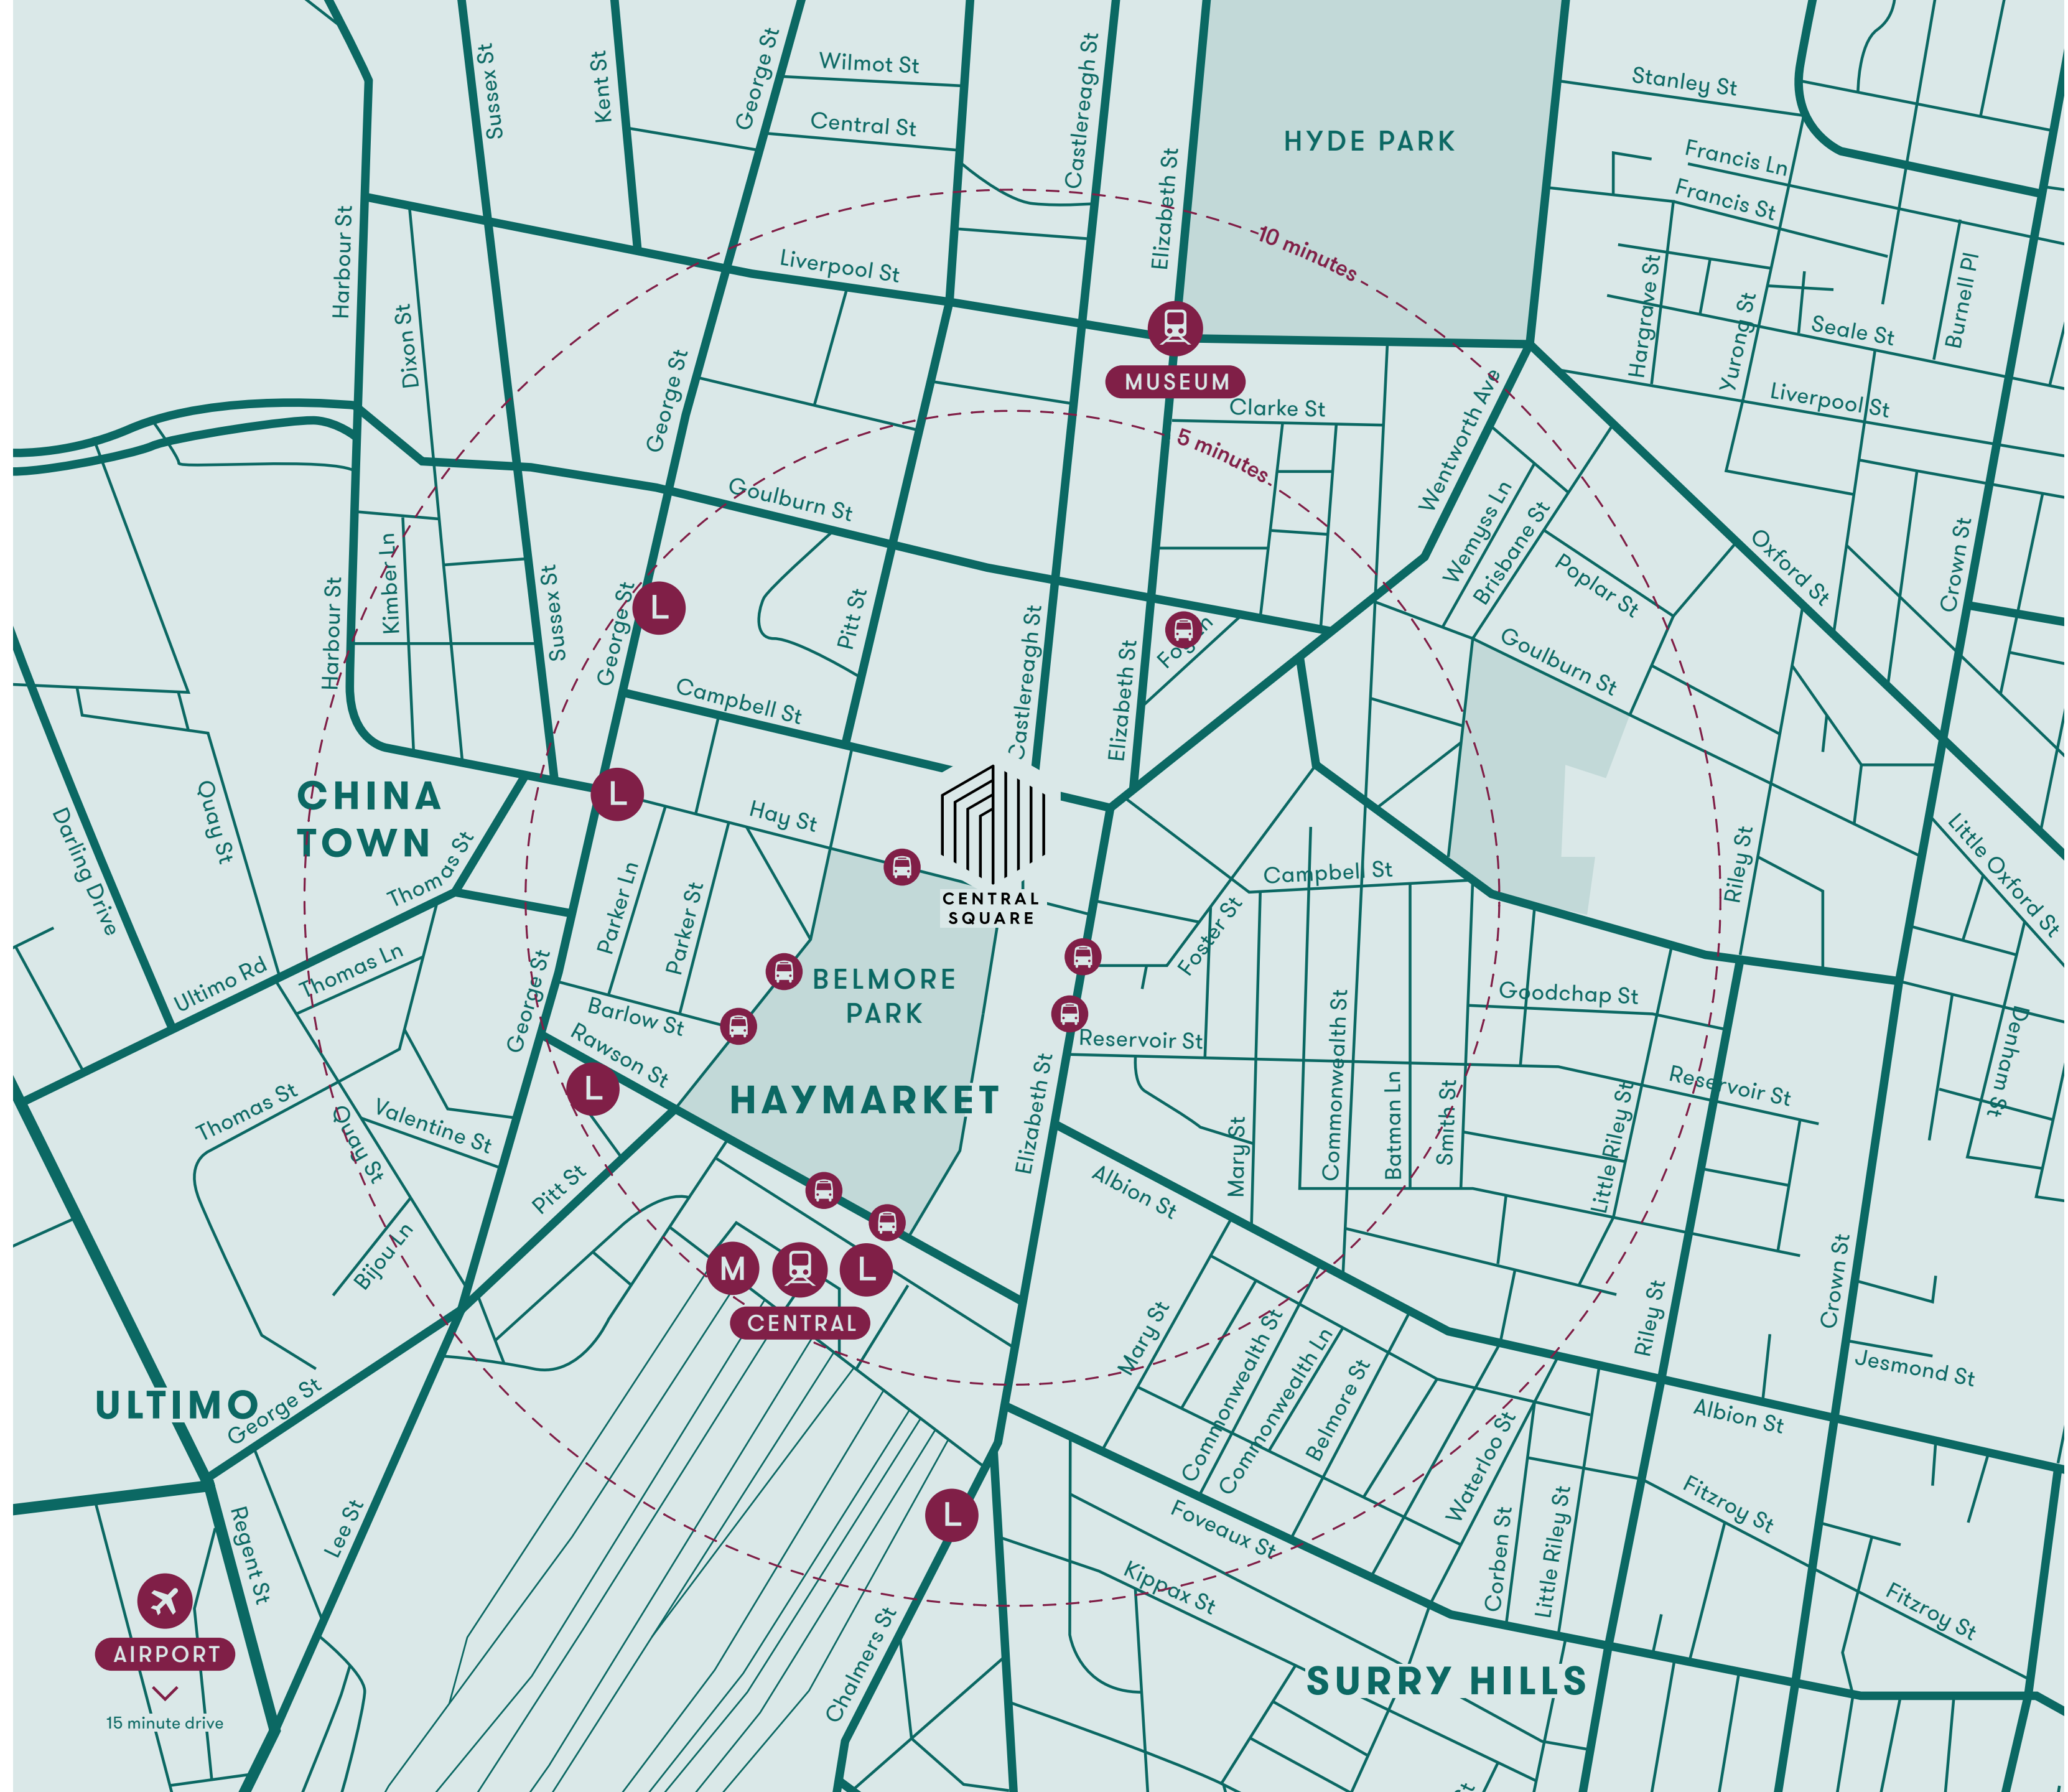 Sussex St
Kent St
George St
Wilmot St
Central St
Castlereagh St
Elizabeth St
HYDE PARK
Stanley St
Francis Ln
Francis St
Harbour St
Dixon St
Liverpool St
10 minutes
Hargrave St
Yurong St
Seale St
Burnell Pl
Liverpool St
George St
MUSEUM
Clarke St
5 minutes
Wentworth Ave
Goulburn St
Wemyss Ln
Brisbane St
Poplar St
Oxford St
Crown St
Harbour St
Kimber Ln
Sussex St
George St
L
Pitt St
Castlereagh St
Elizabeth St
Goulburn St
Campbell St
CHINA
TOWN
L
Hay St
CENTRAL
SQUARE
Campbell St
Riley St
Little Oxford St
Darling Drive
Quay St
Thomas St
Parker Ln
Parker St
Foster St
Ultimo Rd
Thomas Ln
George St
BELMORE
PARK
Barlow St
Rawson St
Reservoir St
Goodchap St
Commonwealth St
Denham St
L
HAYMARKET
Elizabeth St
Thomas St
Quay St
Valentine St
Pitt St
Bijou Ln
Mary St
Batman Ln
Smith St
Reservoir St
Little Riley St
Albion St
M
L
CENTRAL
Mary St
Commonwealth St
Commonwealth Ln
Belmore St
Riley St
Crown St
Jesmond St
ULTIMO
George St
Albion St
Waterloo St
Lee St
Regent St
L
Foveaux St
Corben St
Little Riley St
Fitzroy St
Kippax St
Fitzroy St
AIRPORT
15 minute drive
Chalmers St
SURRY HILLS